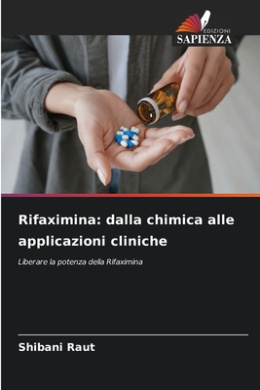 EDIZIONI
SAPIENZA
Rifaximina: dalla chimica alle
applicazioni cliniche
Liberare la potenza della Rifaximina
Shibani Raut